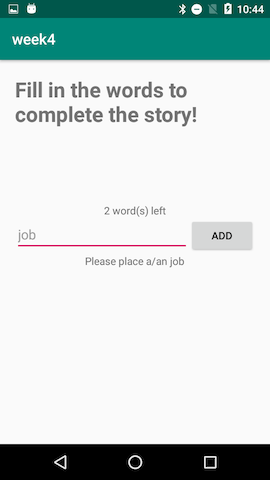 10:44
week4
Fill in the words to
complete the story!
2 word(s) left
job
ADD
Please place a/an job